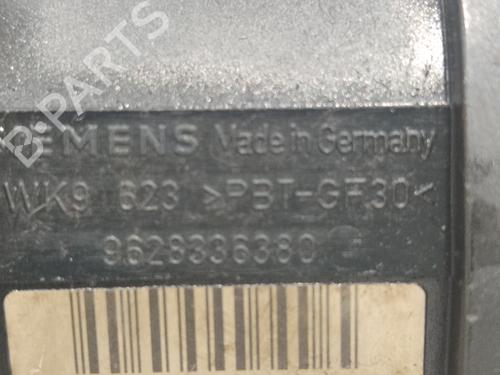 B-PARTS
SIEMENS Made in Germany
WK9 623 >PBT-GF30<
9628336380